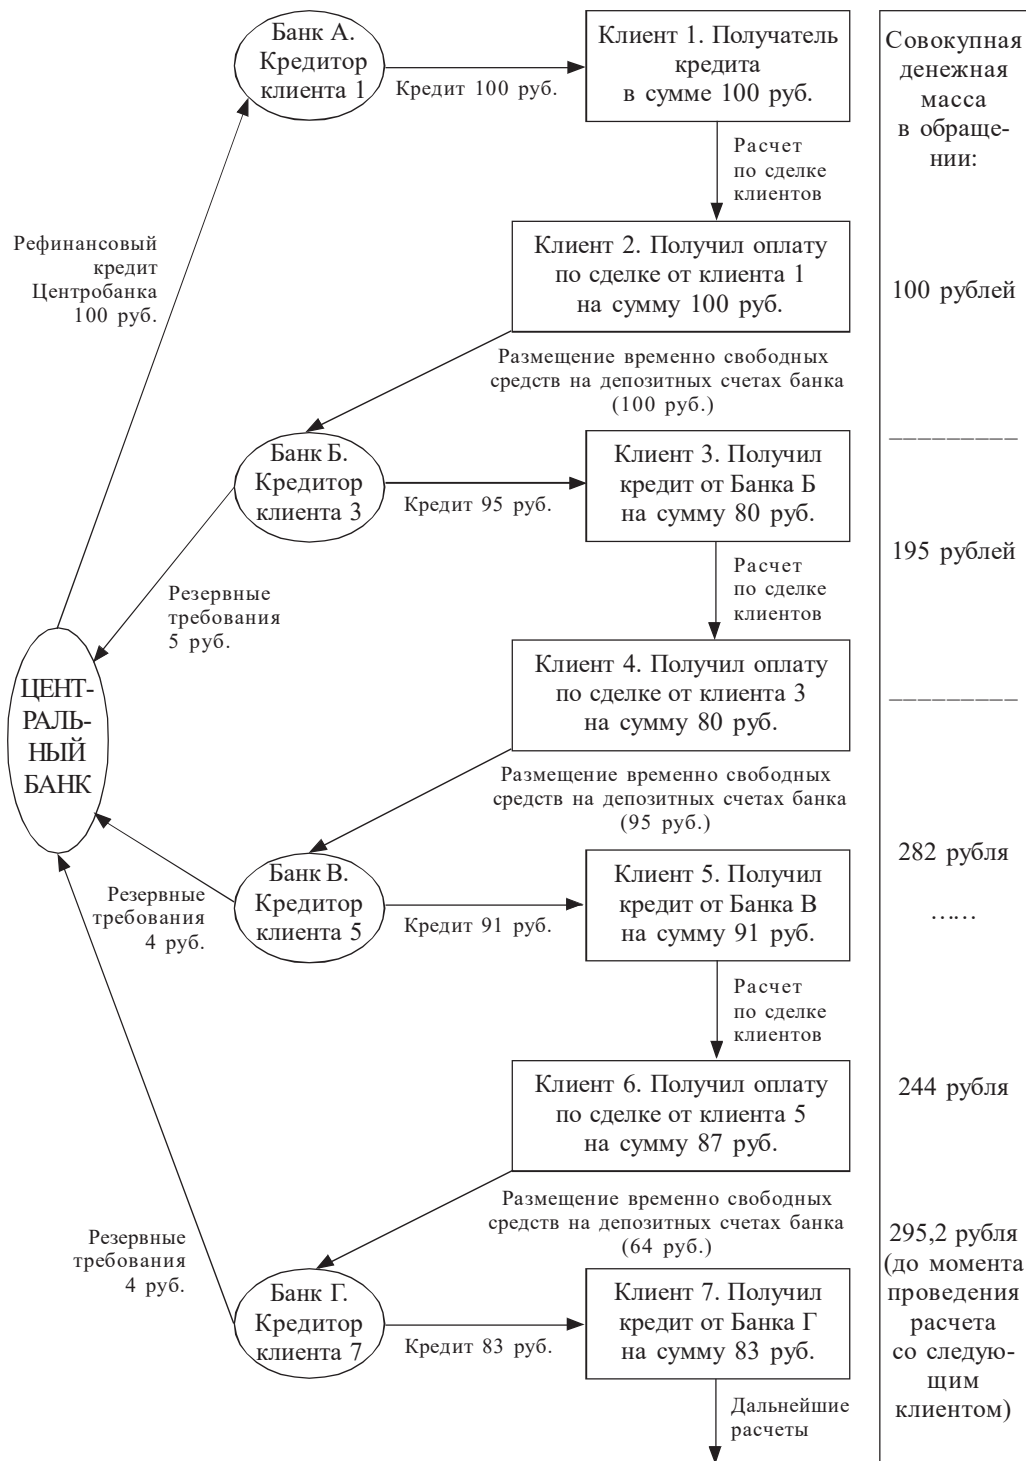 Банк А.
Кредитор
клиента 1
Кредит 100 руб.
Клиент 1. Получатель
кредита
в сумме 100 руб.
Совокупная
денежная
масса
в обраще-
нии:
Расчет
по сделке
клиентов
Рефинансовый
кредит
Центробанка
100 руб.
Клиент 2. Получил оплату
по сделке от клиента 1
на сумму 100 руб.
100 рублей
Размещение временно свободных
средств на депозитных счетах банка
(100 руб.)
_________
Банк Б.
Кредитор
клиента 3
Кредит 95 руб.
Клиент 3. Получил
кредит от Банка Б
на сумму 80 руб.
195 рублей
Резервные
требования
5 руб.
Расчет
по сделке
клиентов
ЦЕНТ-
РАЛЬ-
НЫЙ
БАНК
Клиент 4. Получил оплату
по сделке от клиента 3
на сумму 80 руб.
_________
Размещение временно свободных
средств на депозитных счетах банка
(95 руб.)
282 рубля
Резервные
требования
4 руб.
Банк В.
Кредитор
клиента 5
Кредит 91 руб.
Клиент 5. Получил
кредит от Банка В
на сумму 91 руб.
......
Расчет
по сделке
клиентов
Клиент 6. Получил оплату
по сделке от клиента 5
на сумму 87 руб.
244 рубля
Размещение временно свободных
средств на депозитных счетах банка
(64 руб.)
Резервные
требования
4 руб.
Банк Г.
Кредитор
клиента 7
Кредит 83 руб.
Клиент 7. Получил
кредит от Банка Г
на сумму 83 руб.
295,2 рубля
(до момента
проведения
расчета
со следую-
щим
клиентом)
Дальнейшие
расчеты